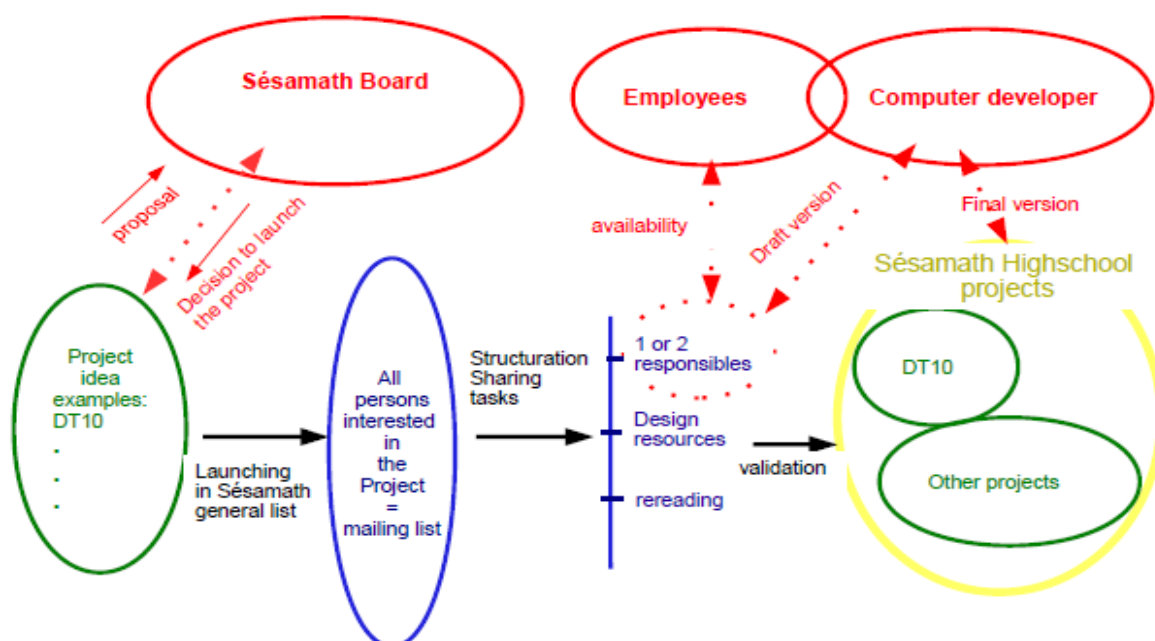 Sésamath Board
Employees
Computer developer
proposal
Decision to launch
the project
availability
Draft version
Final version
Sésamath Highschool
projects
Project
idea
examples:
DT10
.
.
.
Launching
in Sésamath
general list
All
persons
interested
in
the
Project
=
mailing list
Structuration
Sharing
tasks
1 or 2
responsibles
Design
resources
rereading
validation
DT10
Other projects